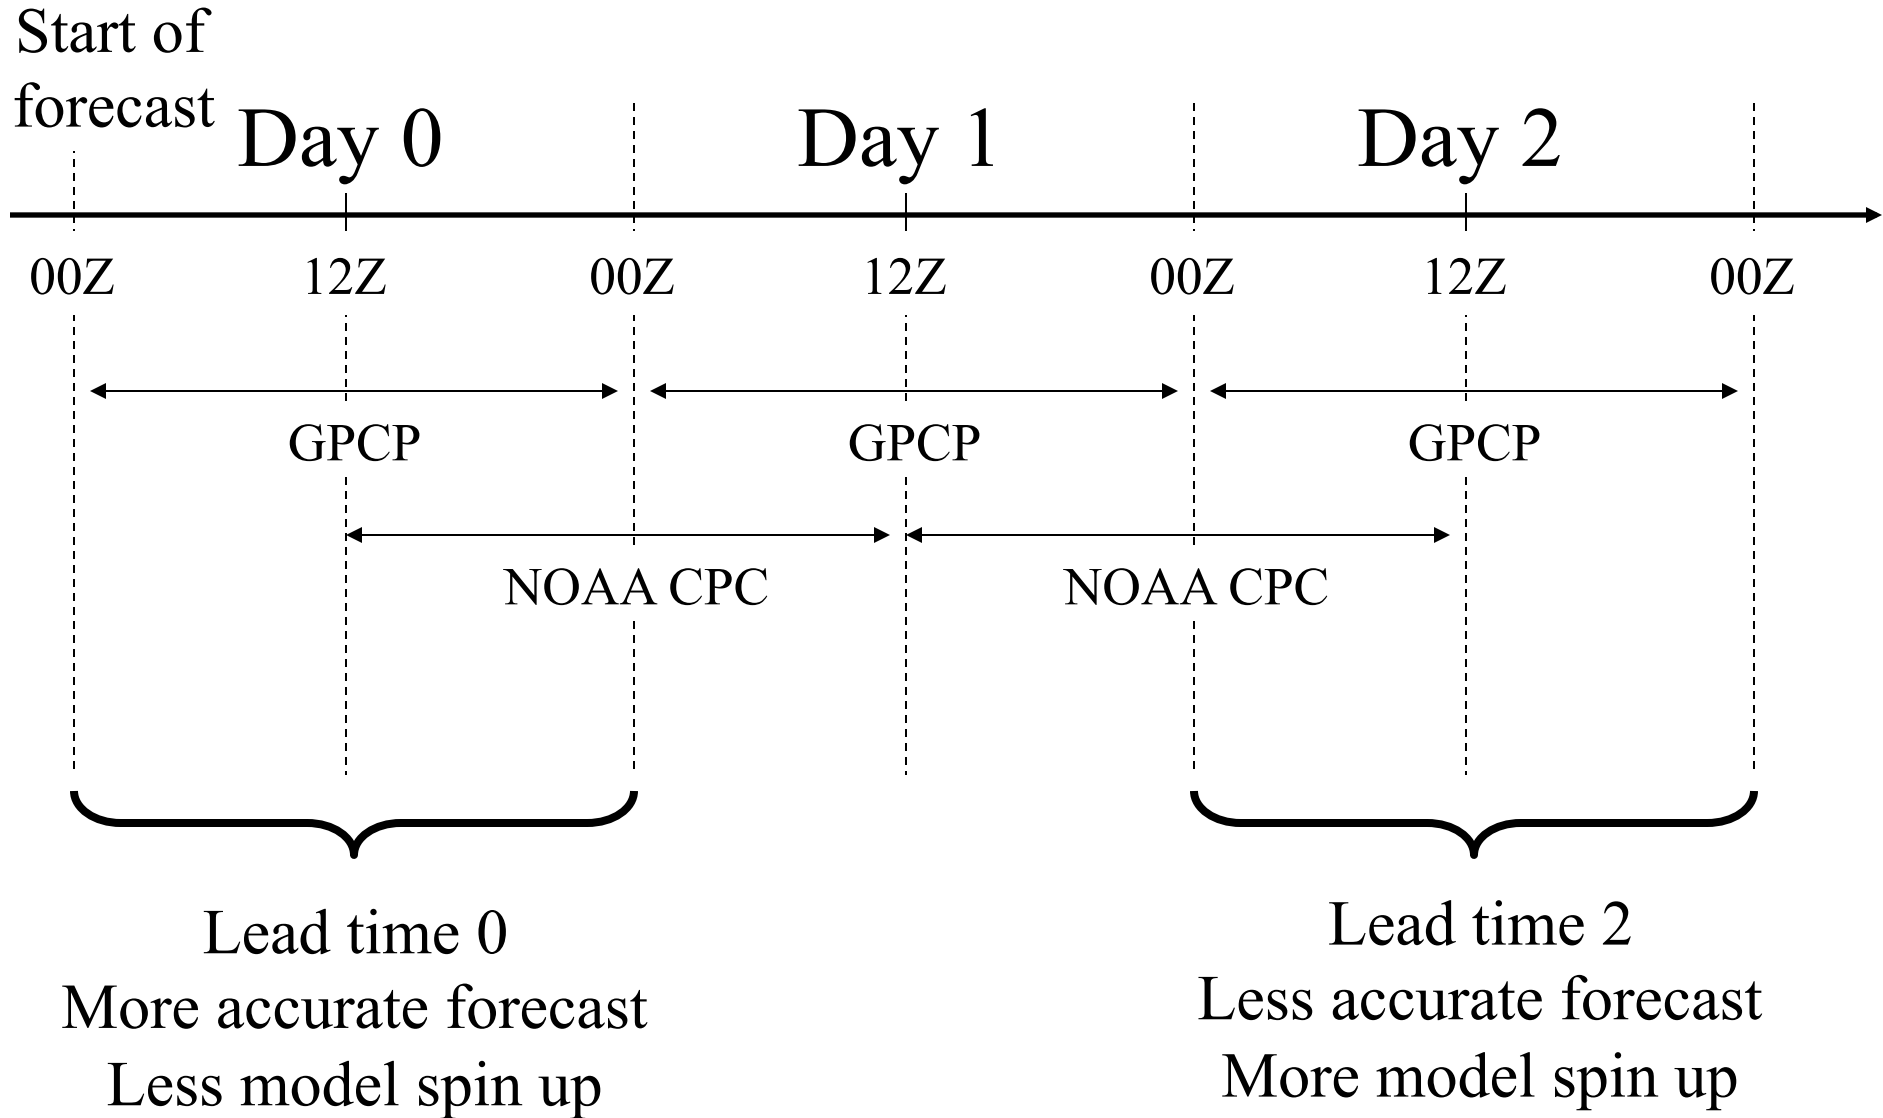 Start of
forecast
Day 0
Day 1
Day 2
00Z
12Z
00Z
12Z
00Z
12Z
00Z
GPCP
GPCP
GPCP
NOAA CPC
NOAA CPC
Lead time 0
More accurate forecast
Less model spin up
Lead time 2
Less accurate forecast
More model spin up